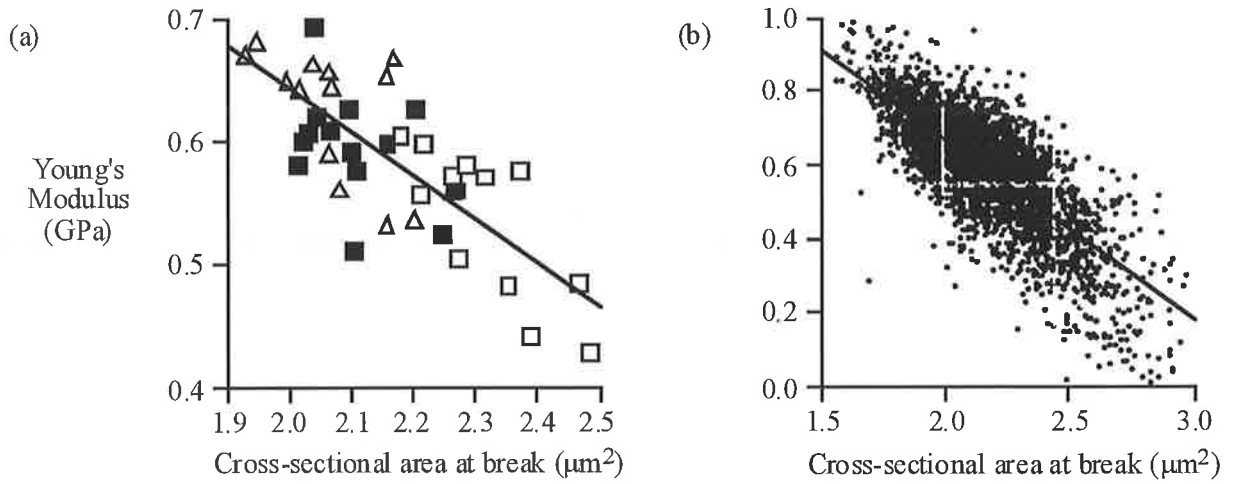 (a)
Young's
Modulus
(GPa)
0.7
0.6
0.5
0.4
1.9 2.0 2.1 2.2 2.3 2.4 2.5
Cross-sectional area at break (μm²)
(b)
1.0
0.8
0.6
0.4
0.2
0.0
1.5 2.0 2.5 3.0
Cross-sectional area at break (μm²)